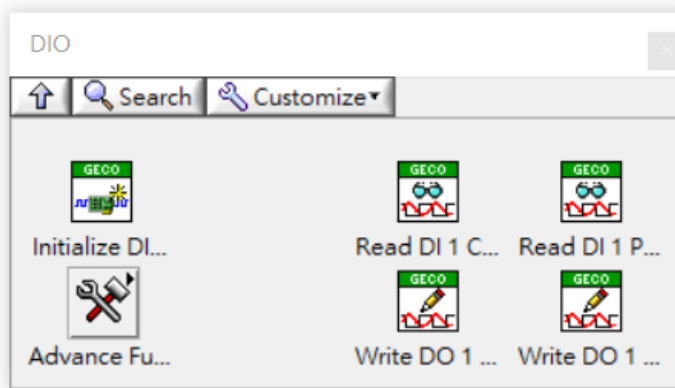 DIO
Search Customize
GECO GECO GECO
Initialize DI... Read DI 1 C... Read DI 1 P...
GECO GECO
Advance Fu... Write DO 1 ... Write DO 1 ...